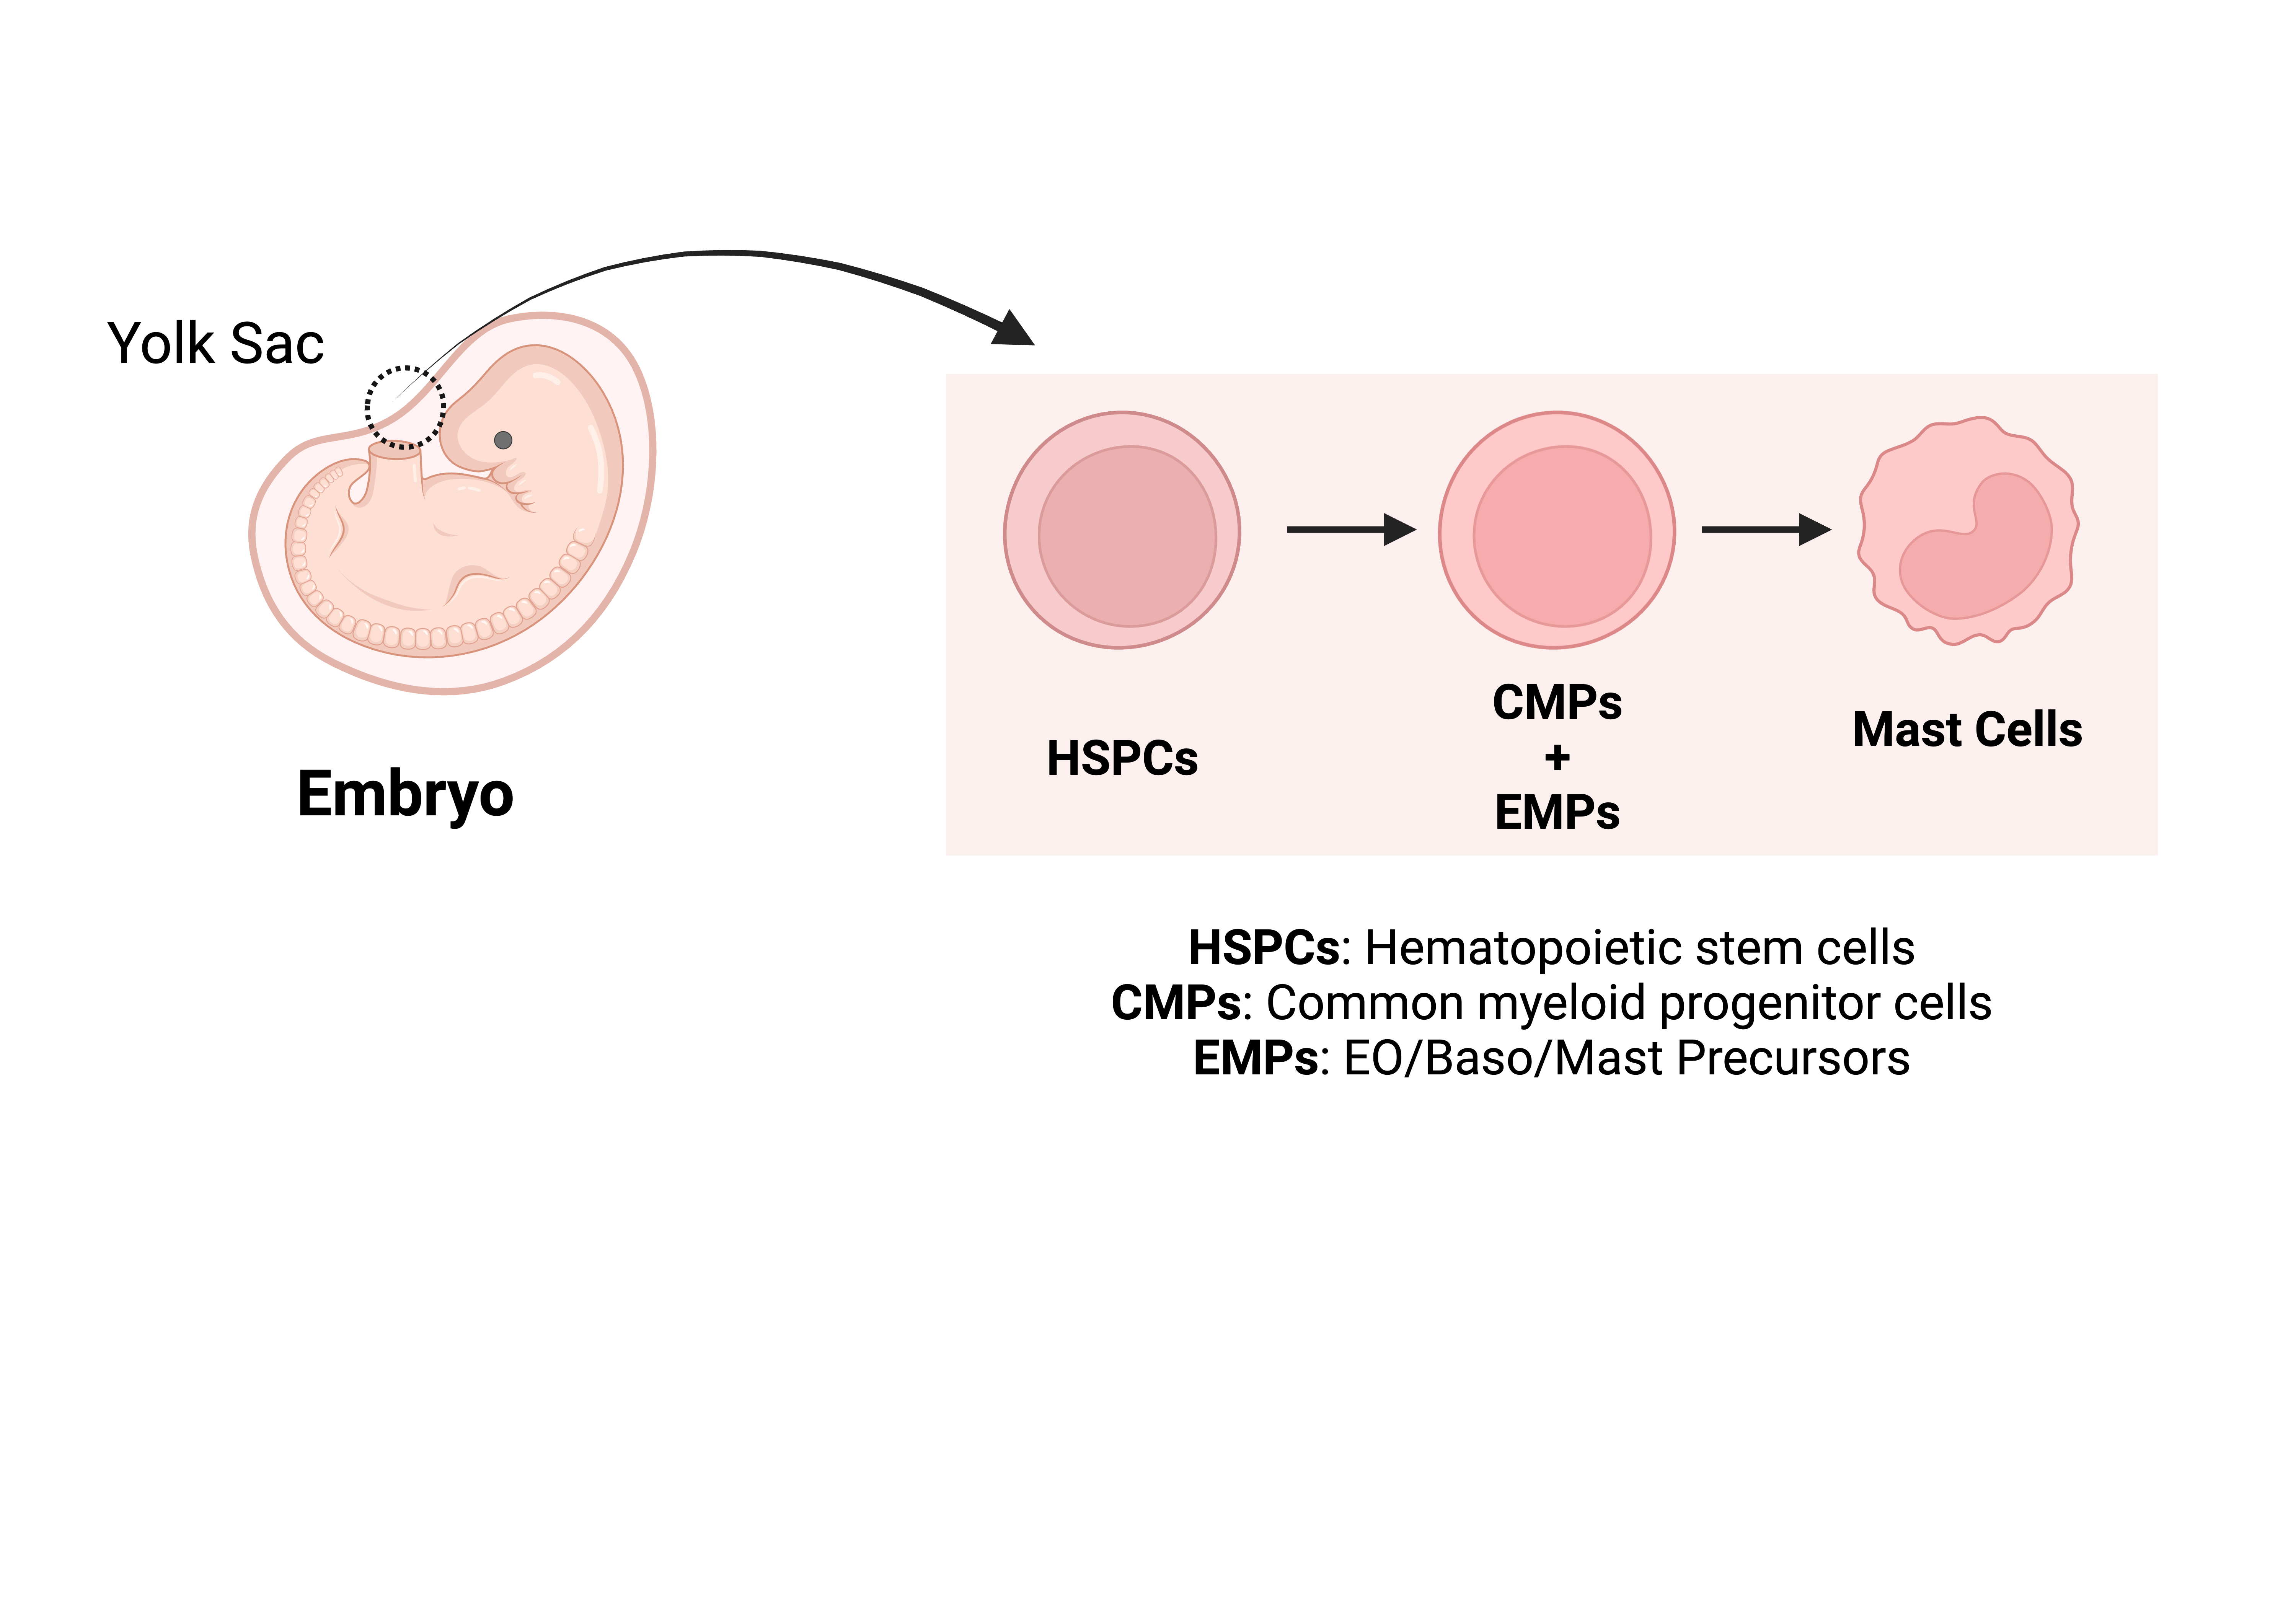 Yolk Sac
Embryo
HSPCs
CMPs
+
EMPs
Mast Cells
HSPCs: Hematopoietic stem cells
CMPs: Common myeloid progenitor cells
EMPs: EO/Baso/Mast Precursors